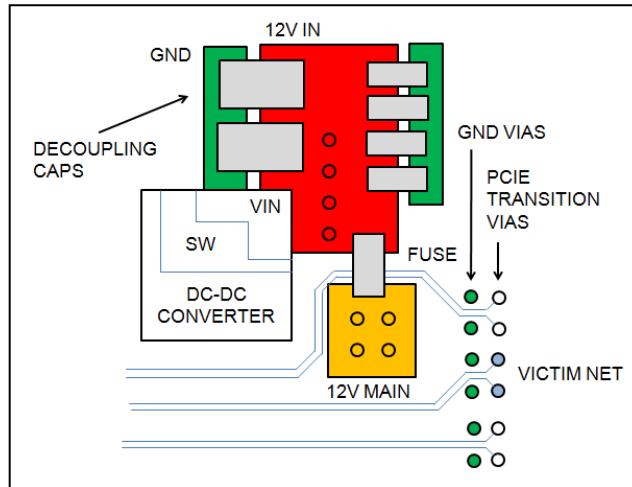 12V IN
GND
DECOUPLING
CAPS
GND VIAS
PCIE
TRANSITION
VIAS
VIN
SW
FUSE
DC-DC
CONVERTER
VICTIM NET
12V MAIN